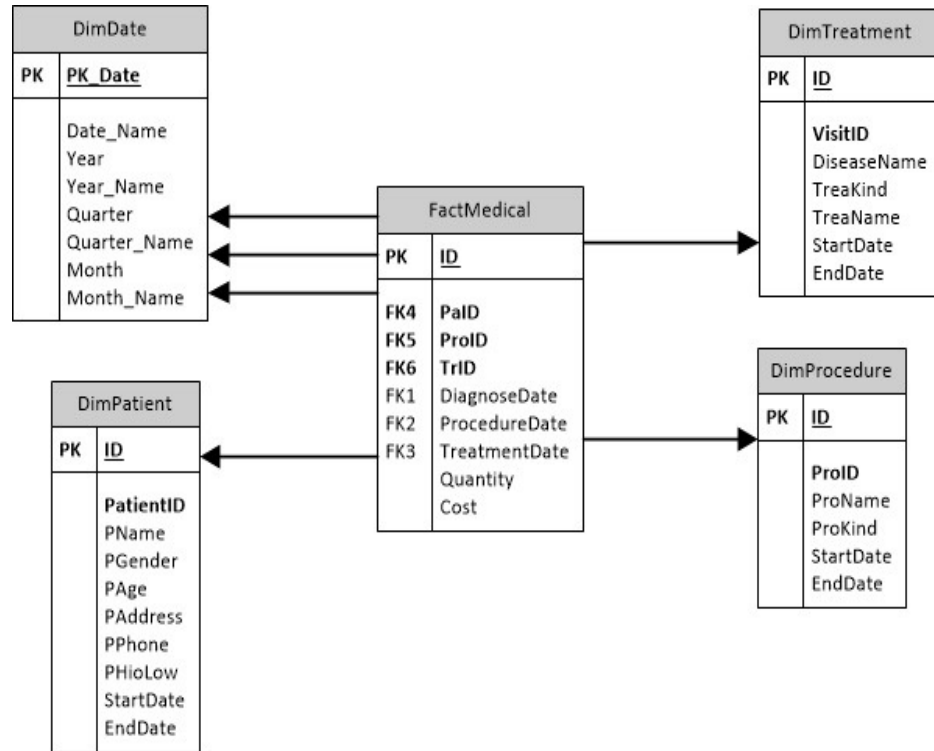 DimDate
PK PK_Date
Date_Name
Year
Year_Name
Quarter
Quarter_Name
Month
Month_Name
DimTreatment
PK ID
VisitID
DiseaseName
TreaKind
TreaName
StartDate
EndDate
FactMedical
PK ID
FK4 PaID
FK5 ProID
FK6 TrID
FK1 DiagnoseDate
FK2 ProcedureDate
FK3 TreatmentDate
Quantity
Cost
DimPatient
PK ID
PatientID
PName
PGender
PAge
PAddress
PPhone
PHioLow
StartDate
EndDate
DimProcedure
PK ID
ProID
ProName
ProKind
StartDate
EndDate